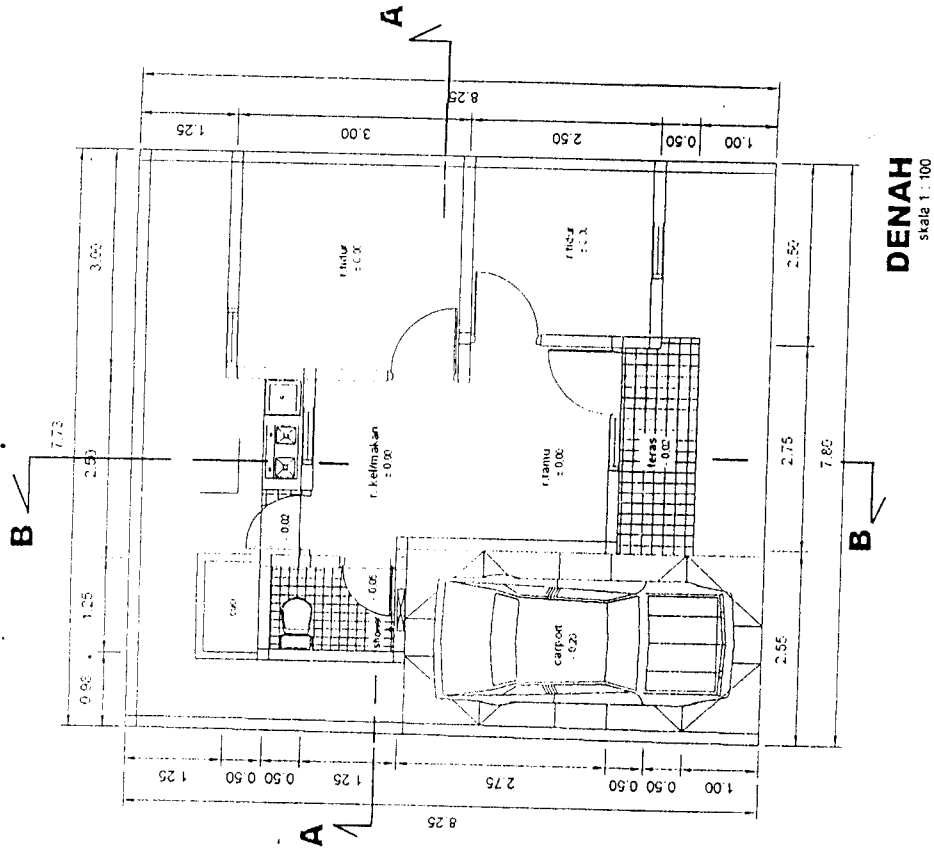 A
B
7.73
0.98
1.25
2.50
3.00
1.25
0.50
0.50
1.25
2.75
0.50
0.50
1.00
8.25
8.25
1.25
3.00
2.50
0.50
1.00
r.tidur
± 0.00
r.tidur
cuci
- 0.02
r.kel/makan
± 0.00
- 0.05
shower
r.tamu
± 0.00
carport
teras
- 0.02
2.55
2.75
2.50
A
B
DENAH
skala 1 : 100